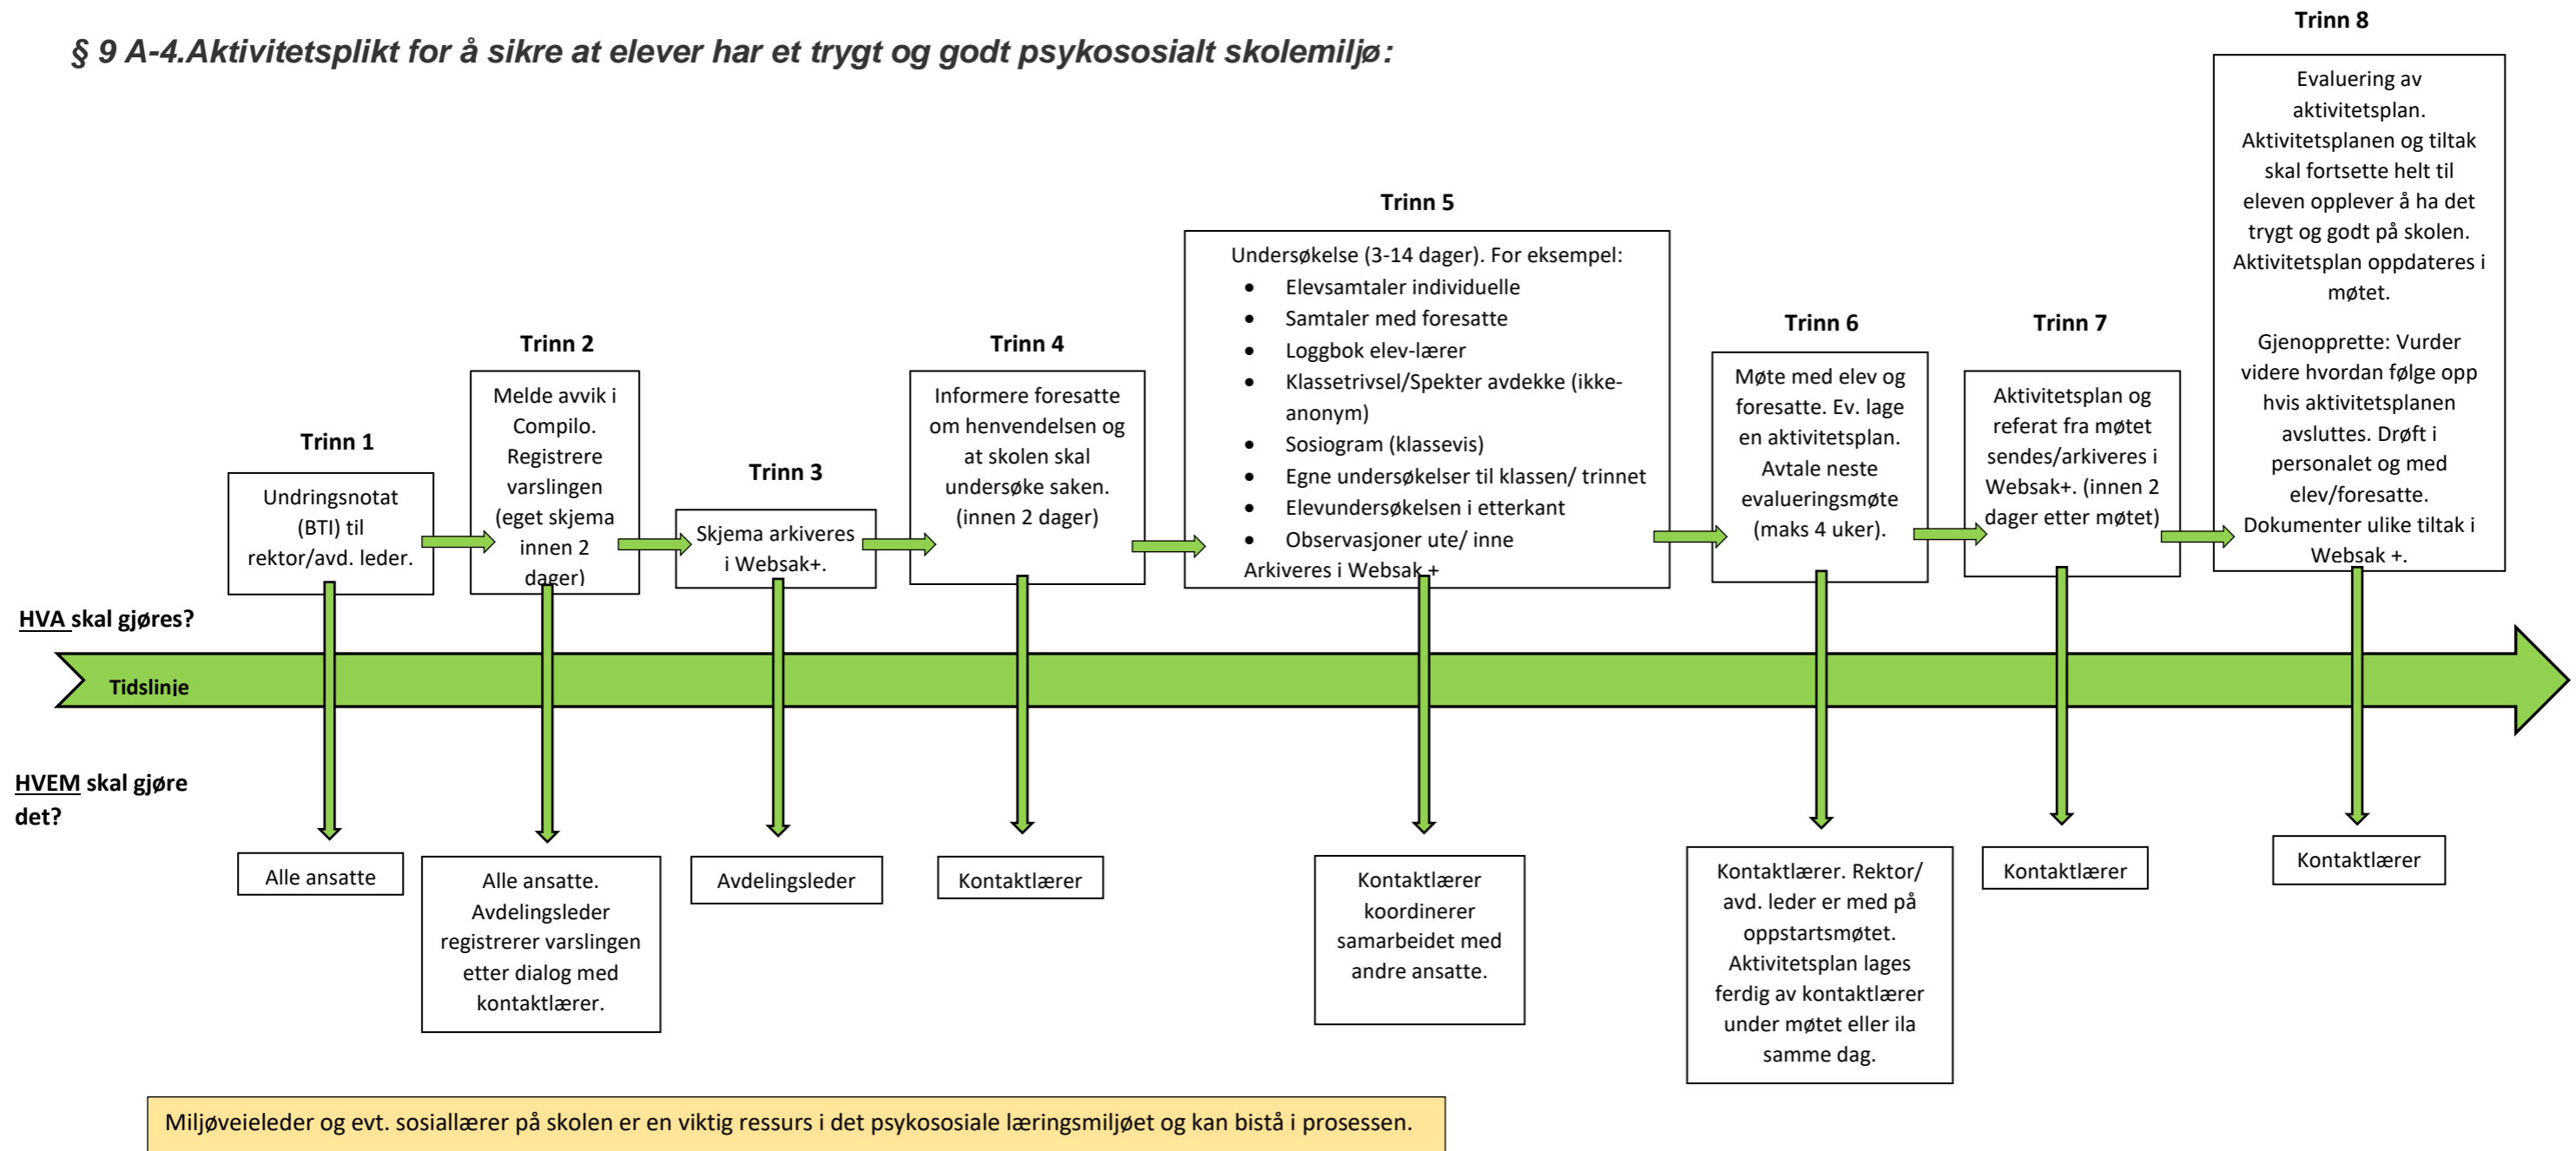 § 9 A-4.Aktivitetsplikt for å sikre at elever har et trygt og godt psykososialt skolemiljø:
Trinn 1
Undringsnotat
(BTI) til
rektor/avd. leder.
Trinn 2
Melde avvik i
Compilo.
Registrere
varslingen
(eget skjema
innen 2
dager)
Trinn 3
Skjema arkiveres
i Websak+.
Trinn 4
Informere foresatte
om henvendelsen og
at skolen skal
undersøke saken.
(innen 2 dager)
Trinn 5
Undersøkelse (3-14 dager). For eksempel:
• Elevsamtaler individuelle
• Samtaler med foresatte
• Loggbok elev-lærer
• Klassetrivsel/Spekter avdekke (ikke-
anonym)
• Sosiogram (klassevis)
• Egne undersøkelser til klassen/ trinnet
• Elevundersøkelsen i etterkant
• Observasjoner ute/ inne
Arkiveres i Websak +
Trinn 6
Møte med elev og
foresatte. Ev. lage
en aktivitetsplan.
Avtale neste
evalueringsmøte
(maks 4 uker).
Trinn 7
Aktivitetsplan og
referat fra møtet
sendes/arkiveres i
Websak+. (innen 2
dager etter møtet)
Trinn 8
Evaluering av
aktivitetsplan.
Aktivitetsplanen og tiltak
skal fortsette helt til
eleven opplever å ha det
trygt og godt på skolen.
Aktivitetsplan oppdateres i
møtet.
Gjenopprette: Vurder
videre hvordan følge opp
hvis aktivitetsplanen
avsluttes. Drøft i
personalet og med
elev/foresatte.
Dokumenter ulike tiltak i
Websak +.
HVA skal gjøres?
Tidslinje
HVEM skal gjøre
det?
Alle ansatte
Alle ansatte.
Avdelingsleder
registrerer varslingen
etter dialog med
kontaktlærer.
Avdelingsleder
Kontaktlærer
Kontaktlærer
koordinerer
samarbeidet med
andre ansatte.
Kontaktlærer. Rektor/
avd. leder er med på
oppstartsmøtet.
Aktivitetsplan lages
ferdig av kontaktlærer
under møtet eller ila
samme dag.
Kontaktlærer
Kontaktlærer
Miljøveieleder og evt. sosiallærer på skolen er en viktig ressurs i det psykososiale læringsmiljøet og kan bistå i prosessen.